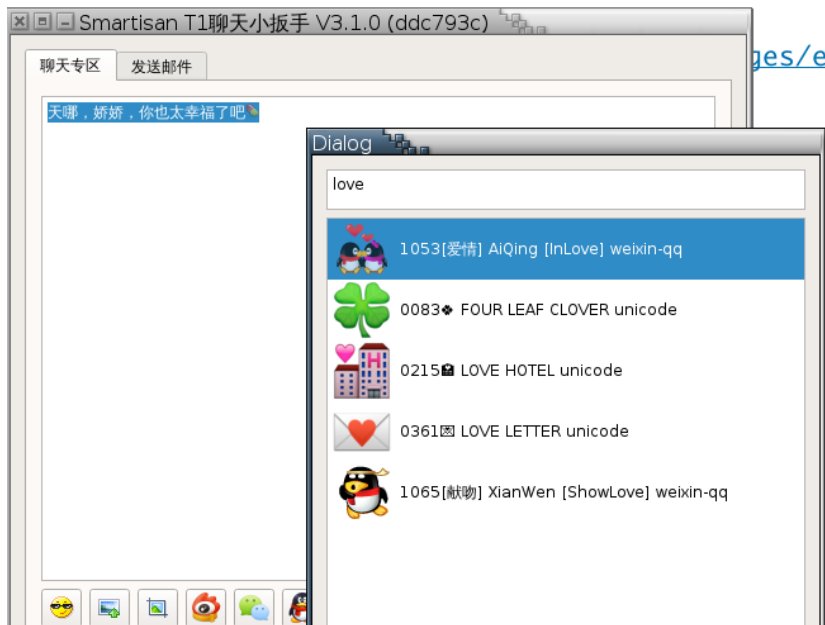 Smartisan T1聊天小扳手 V3.1.0 (ddc793c)
ges/e
聊天专区
发送邮件
天哪，娇娇，你也太幸福了吧
Dialog
love
1053[爱情] AiQing [InLove] weixin-qq
0083🍀 FOUR LEAF CLOVER unicode
0215🏩 LOVE HOTEL unicode
0361💌 LOVE LETTER unicode
1065[献吻] XianWen [ShowLove] weixin-qq